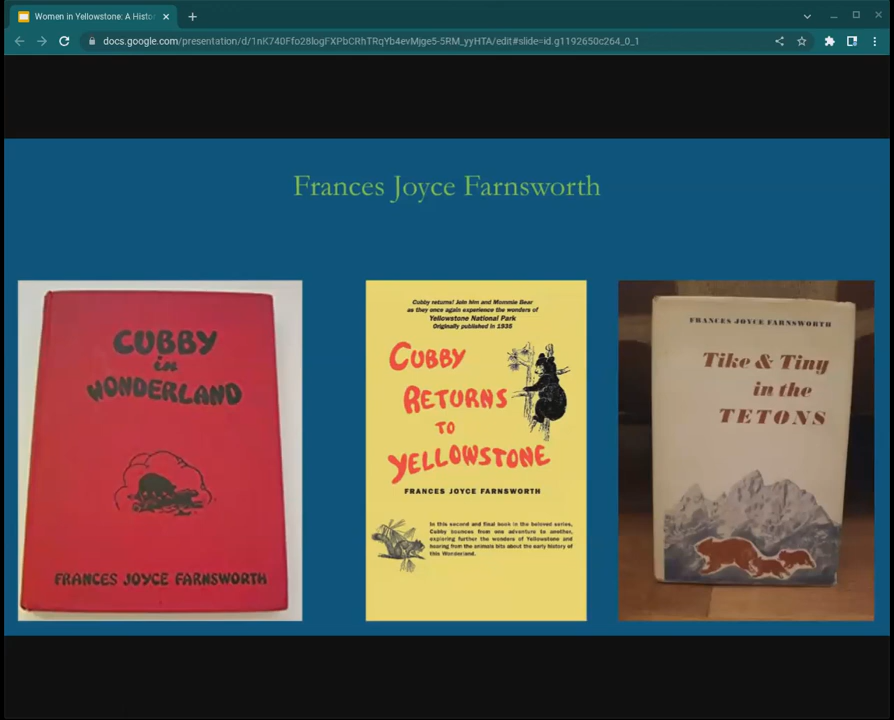 Women in Yellowstone: A Histo
docs.google.com/presentation/d/1nK740Ffo28logFXPbCRhTRqYb4evMjge5-5RM_yyHTA/edit#slide=id.g1192650c264_0_1
Frances Joyce Farnsworth
CUBBY
in
WONDERLAND
FRANCES JOYCE FARNSWORTH
Cubby returns! Join him and Mommie Bear
as they once again experience the wonders of
Yellowstone National Park
Originally published in 1935
CUBBY
RETURNS
TO
YELLOWSTONE
FRANCES JOYCE FARNSWORTH
In this second and final book in the beloved series,
Cubby bounces from one adventure to another,
exploring further the wonders of Yellowstone and
hearing from the animals bits about the early history of
this Wonderland.
FRANCES JOYCE FARNSWORTH
Tike & Tiny
in the
TETONS